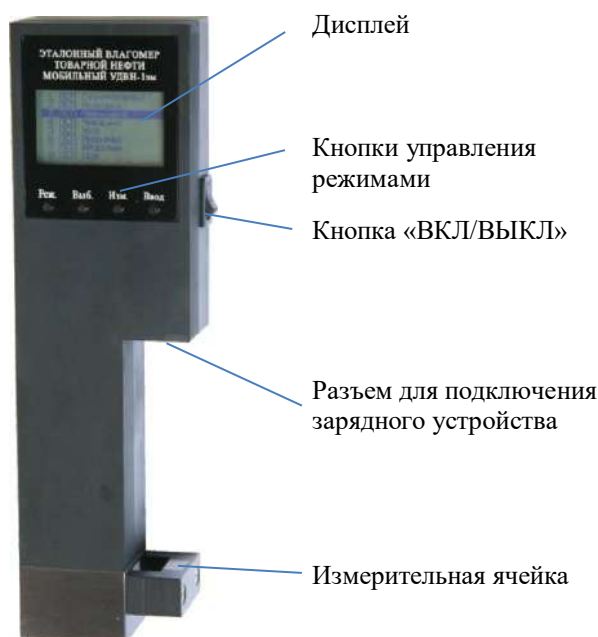 ЭТАЛОННЫЙ ВЛАГОМЕР
ТОВАРНОЙ НЕФТИ
МОБИЛЬНЫЙ УДВН-1эм
Реж. Выб. Изм. Ввод
Дисплей
Кнопки управления
режимами
Кнопка «ВКЛ/ВЫКЛ»
Разъем для подключения
зарядного устройства
Измерительная ячейка